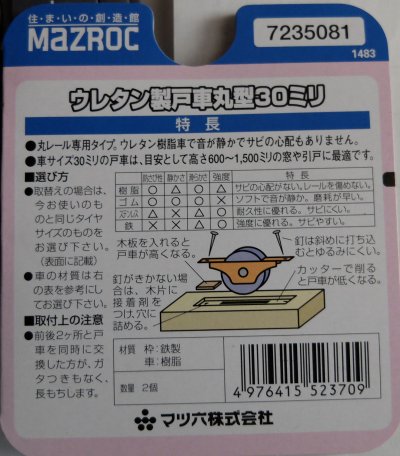 住・ま・い・の・創・造・館
MAZROC
7235081
1483
ウレタン製戸車丸型30ミリ
特長
●丸レール専用タイプ。ウレタン樹脂車で音が静かでサビの心配もありません。
●車サイズ30ミリの戸車は、目安として高さ600〜1,500ミリの窓や引戸に最適です。
■選び方
●取替えの場合は、
今お使いのも
のと同じタイヤ
サイズのものを
お選び下さい。
(表面に記載)
●車の材質は右
の表を参考にし
てお選び下さい。
■取付上の注意
●前後2ヶ所と戸
車を同時に交
換した方が、ガ
タつきもなく、
長もちします。
防さび性 静かさ 滑らかさ 強度 特長
樹脂 ○ △ ○ △ サビの心配がない。レールを傷めない。
ゴム ○ ○ ○ × ソフトで音が静か。磨耗が早い。
ステンレス △ × △ ○ 耐久性に優れる。サビにくい。
鉄 × × △ ○ 強度に優れる。サビやすい。
木板を入れると
戸車が高くなる。
釘は斜めに打ち込
むとゆるみにくい。
釘がきかない場
合は、木片に
接着剤を
つけ、穴に
詰める。
カッターで削る
と戸車が低くなる。
材質 枠:鉄製
車:樹脂
数量 2個
4 976415 523709
マツ六株式会社